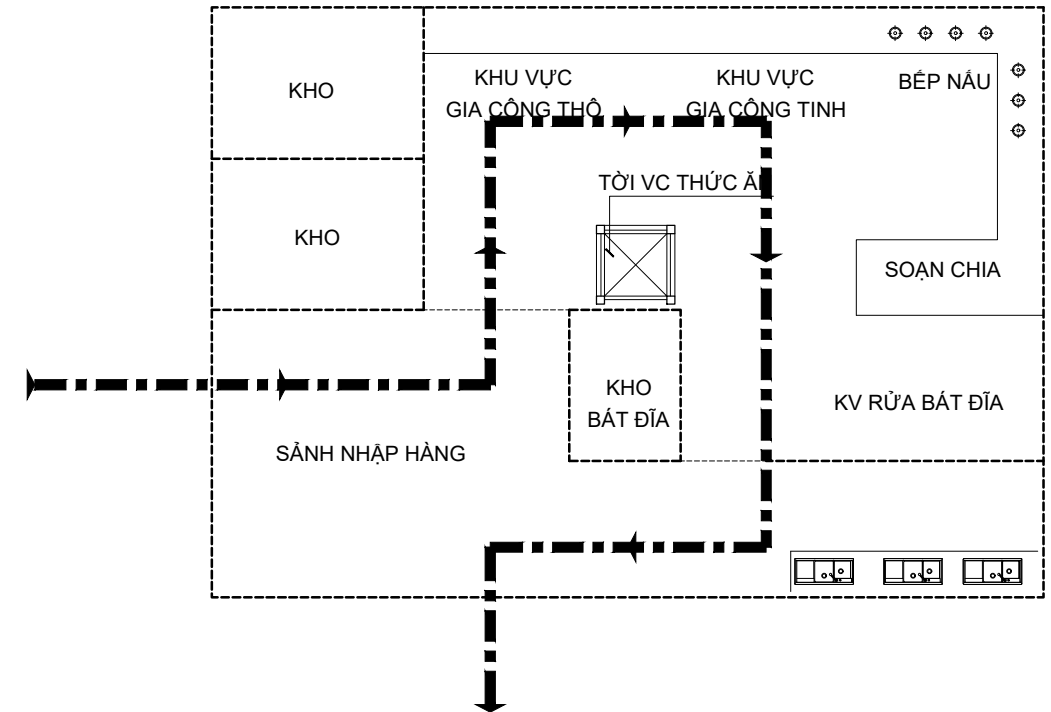 KHO
KHU VỰC
GIA CÔNG THÔ
KHU VỰC
GIA CÔNG TINH
BẾP NẤU
TỜI VC THỨC ĂN
KHO
SOẠN CHIA
KHO
BÁT ĐĨA
KV RỬA BÁT ĐĨA
SẢNH NHẬP HÀNG